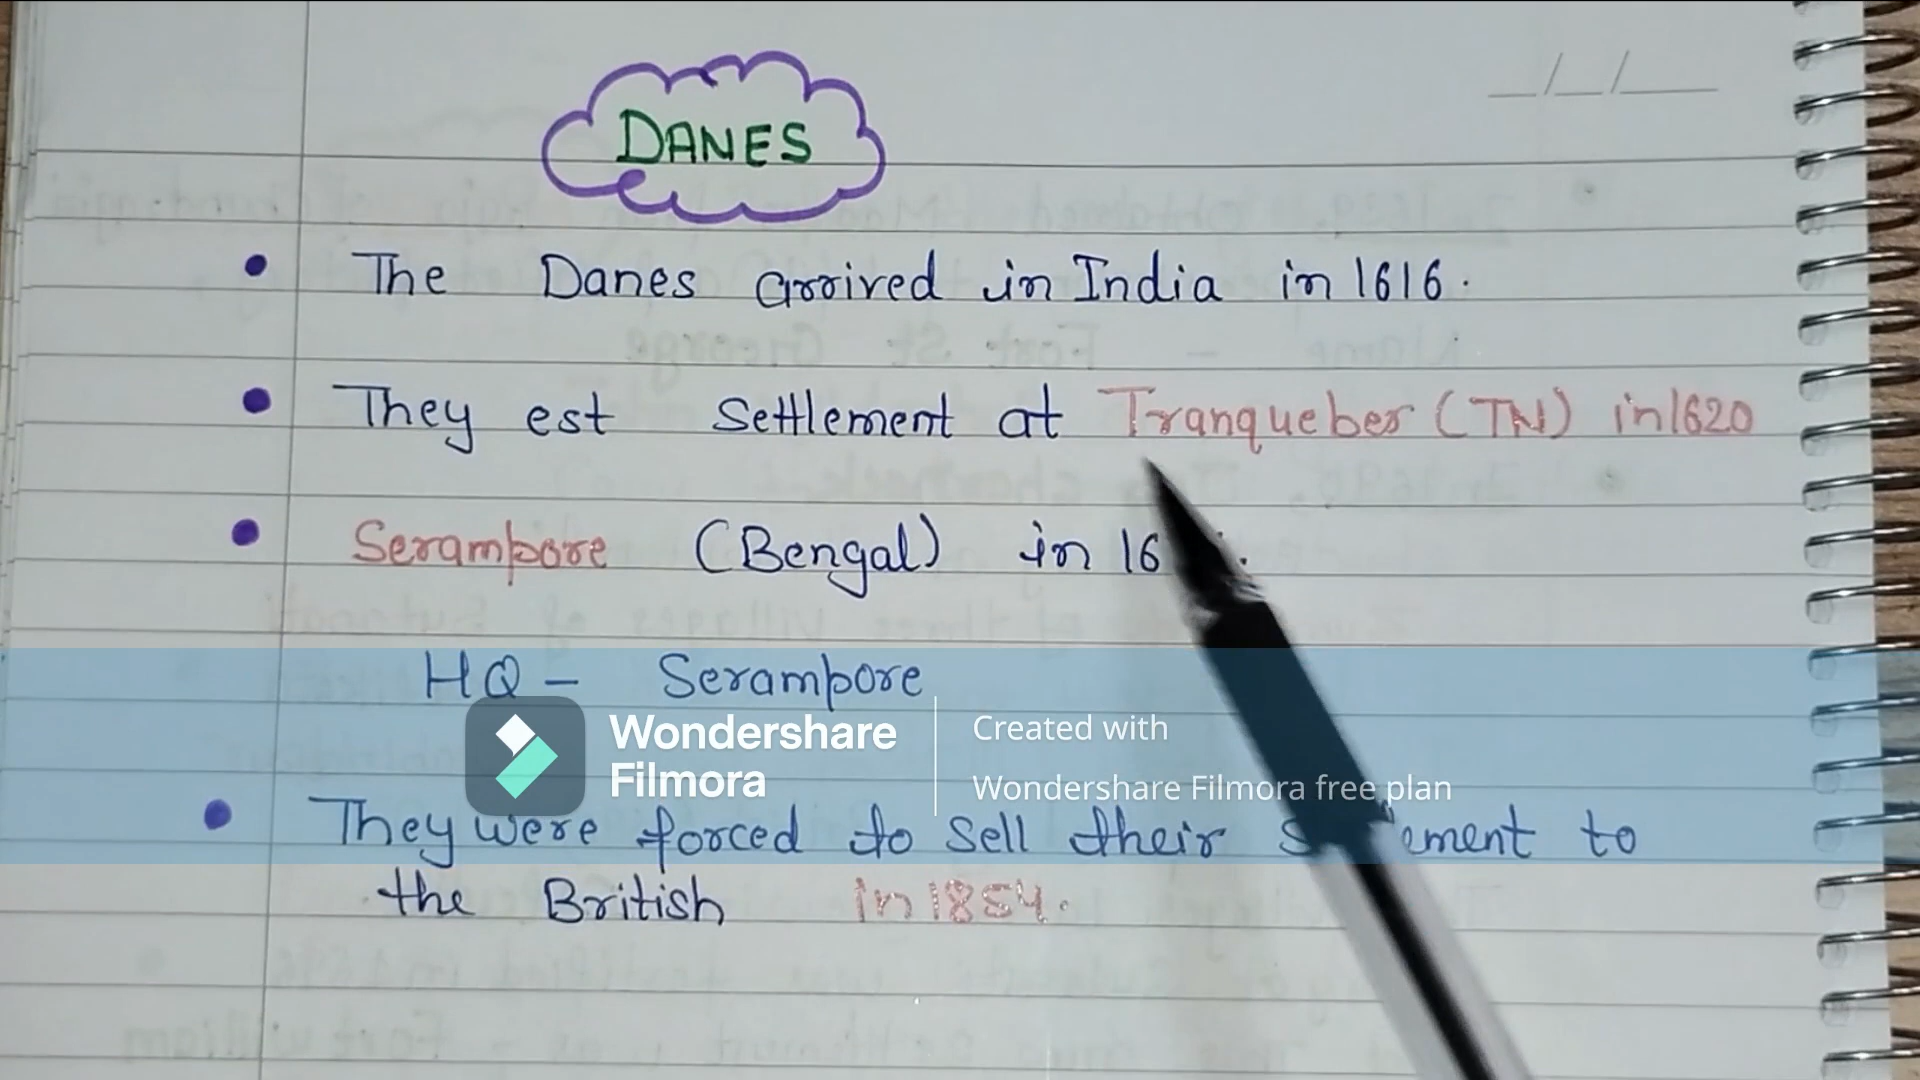 DANES
The Danes arrived in India in 1616.
They est settlement at Tranqueber (TN) in 1620
Serampore (Bengal) in 16
HQ - Serampore
Wondershare Filmora
Created with
Wondershare Filmora free plan
They were forced to sell their to
the British in 1854.